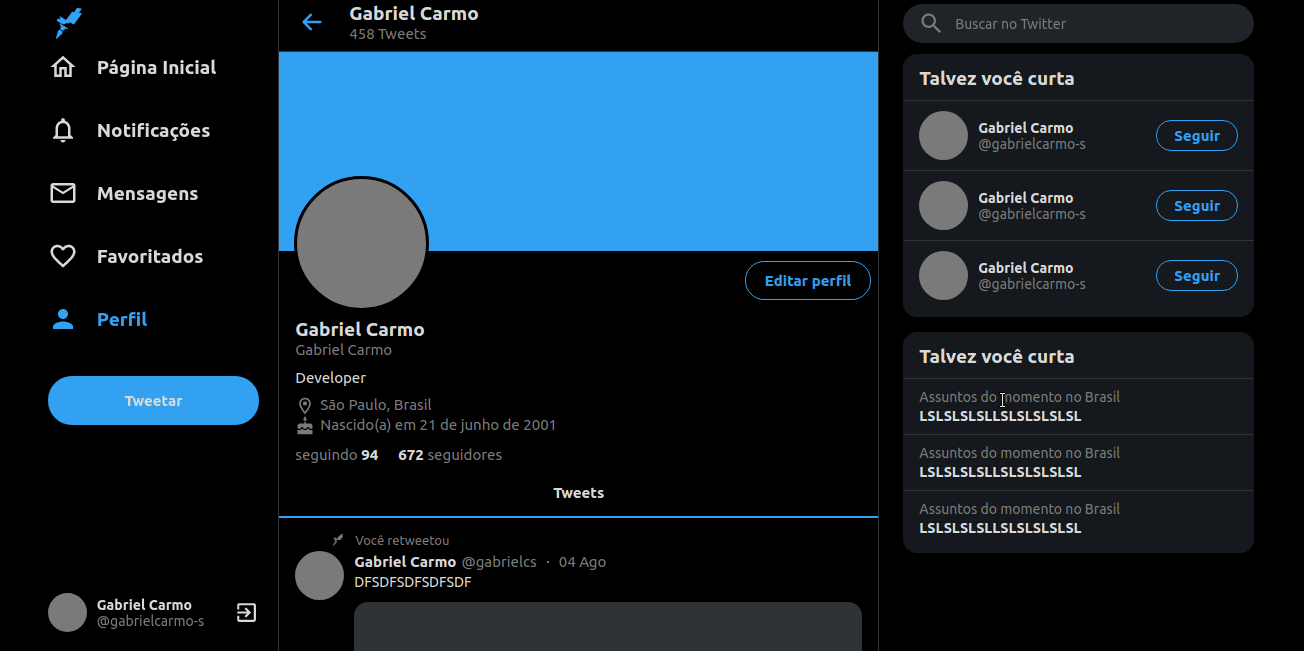 Página Inicial
Notificações
Mensagens
Favoritados
Perfil
Tweetar
Gabriel Carmo
@gabrielcarmo-s
Gabriel Carmo
458 Tweets
Editar perfil
Gabriel Carmo
Gabriel Carmo
Developer
São Paulo, Brasil
Nascido(a) em 21 de junho de 2001
seguindo 94 672 seguidores
Tweets
Você retweetou
Gabriel Carmo @gabrielcs · 04 Ago
DFSDFSDFSDFSDF
Buscar no Twitter
Talvez você curta
Gabriel Carmo
@gabrielcarmo-s
Seguir
Gabriel Carmo
@gabrielcarmo-s
Seguir
Gabriel Carmo
@gabrielcarmo-s
Seguir
Talvez você curta
Assuntos do momento no Brasil
LSLSLSLSLLSLSLSLSLSL
Assuntos do momento no Brasil
LSLSLSLSLLSLSLSLSLSL
Assuntos do momento no Brasil
LSLSLSLSLLSLSLSLSLSL